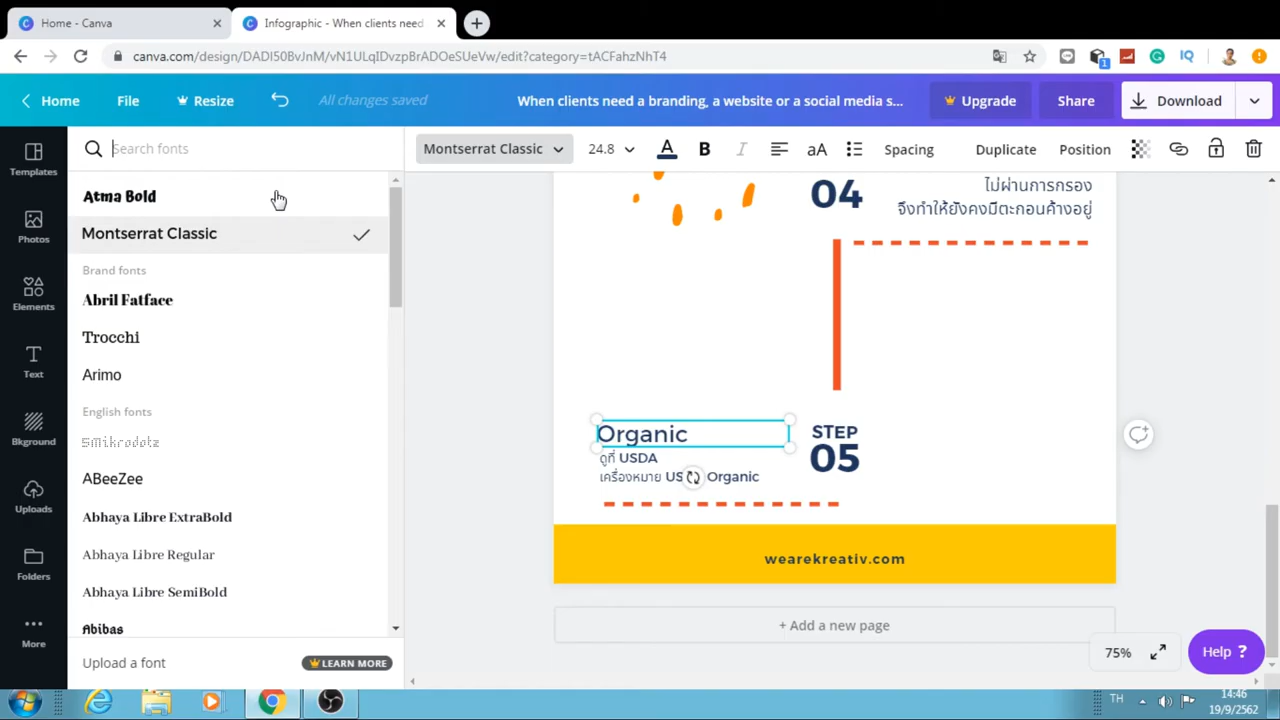 Home - Canva
Infographic - When clients need
canva.com/design/DADI50BvJnM/vN1ULqIDvzpBrADOeSUeVw/edit?category=tACFahzNhT4
Home
File
Resize
All changes saved
When clients need a branding, a website or a social media s...
Upgrade
Share
Download
Templates
Photos
Elements
Text
Bkground
Uploads
Folders
More
Search fonts
Atma Bold
Montserrat Classic
Brand fonts
Abril Fatface
Trocchi
Arimo
English fonts
5mikrodotz
ABeeZee
Abhaya Libre ExtraBold
Abhaya Libre Regular
Abhaya Libre SemiBold
Abibas
Upload a font
LEARN MORE
Montserrat Classic
24.8
A
B
I
aA
Spacing
Duplicate
Position
04
ไม่ผ่านการกรอง
จึงทำให้ยังคงมีตะกอนค้างอยู่
Organic
ดูที่ USDA
เครื่องหมาย US Organic
STEP
05
wearekreativ.com
+ Add a new page
75%
Help ?
TH
14:46
19/9/2562